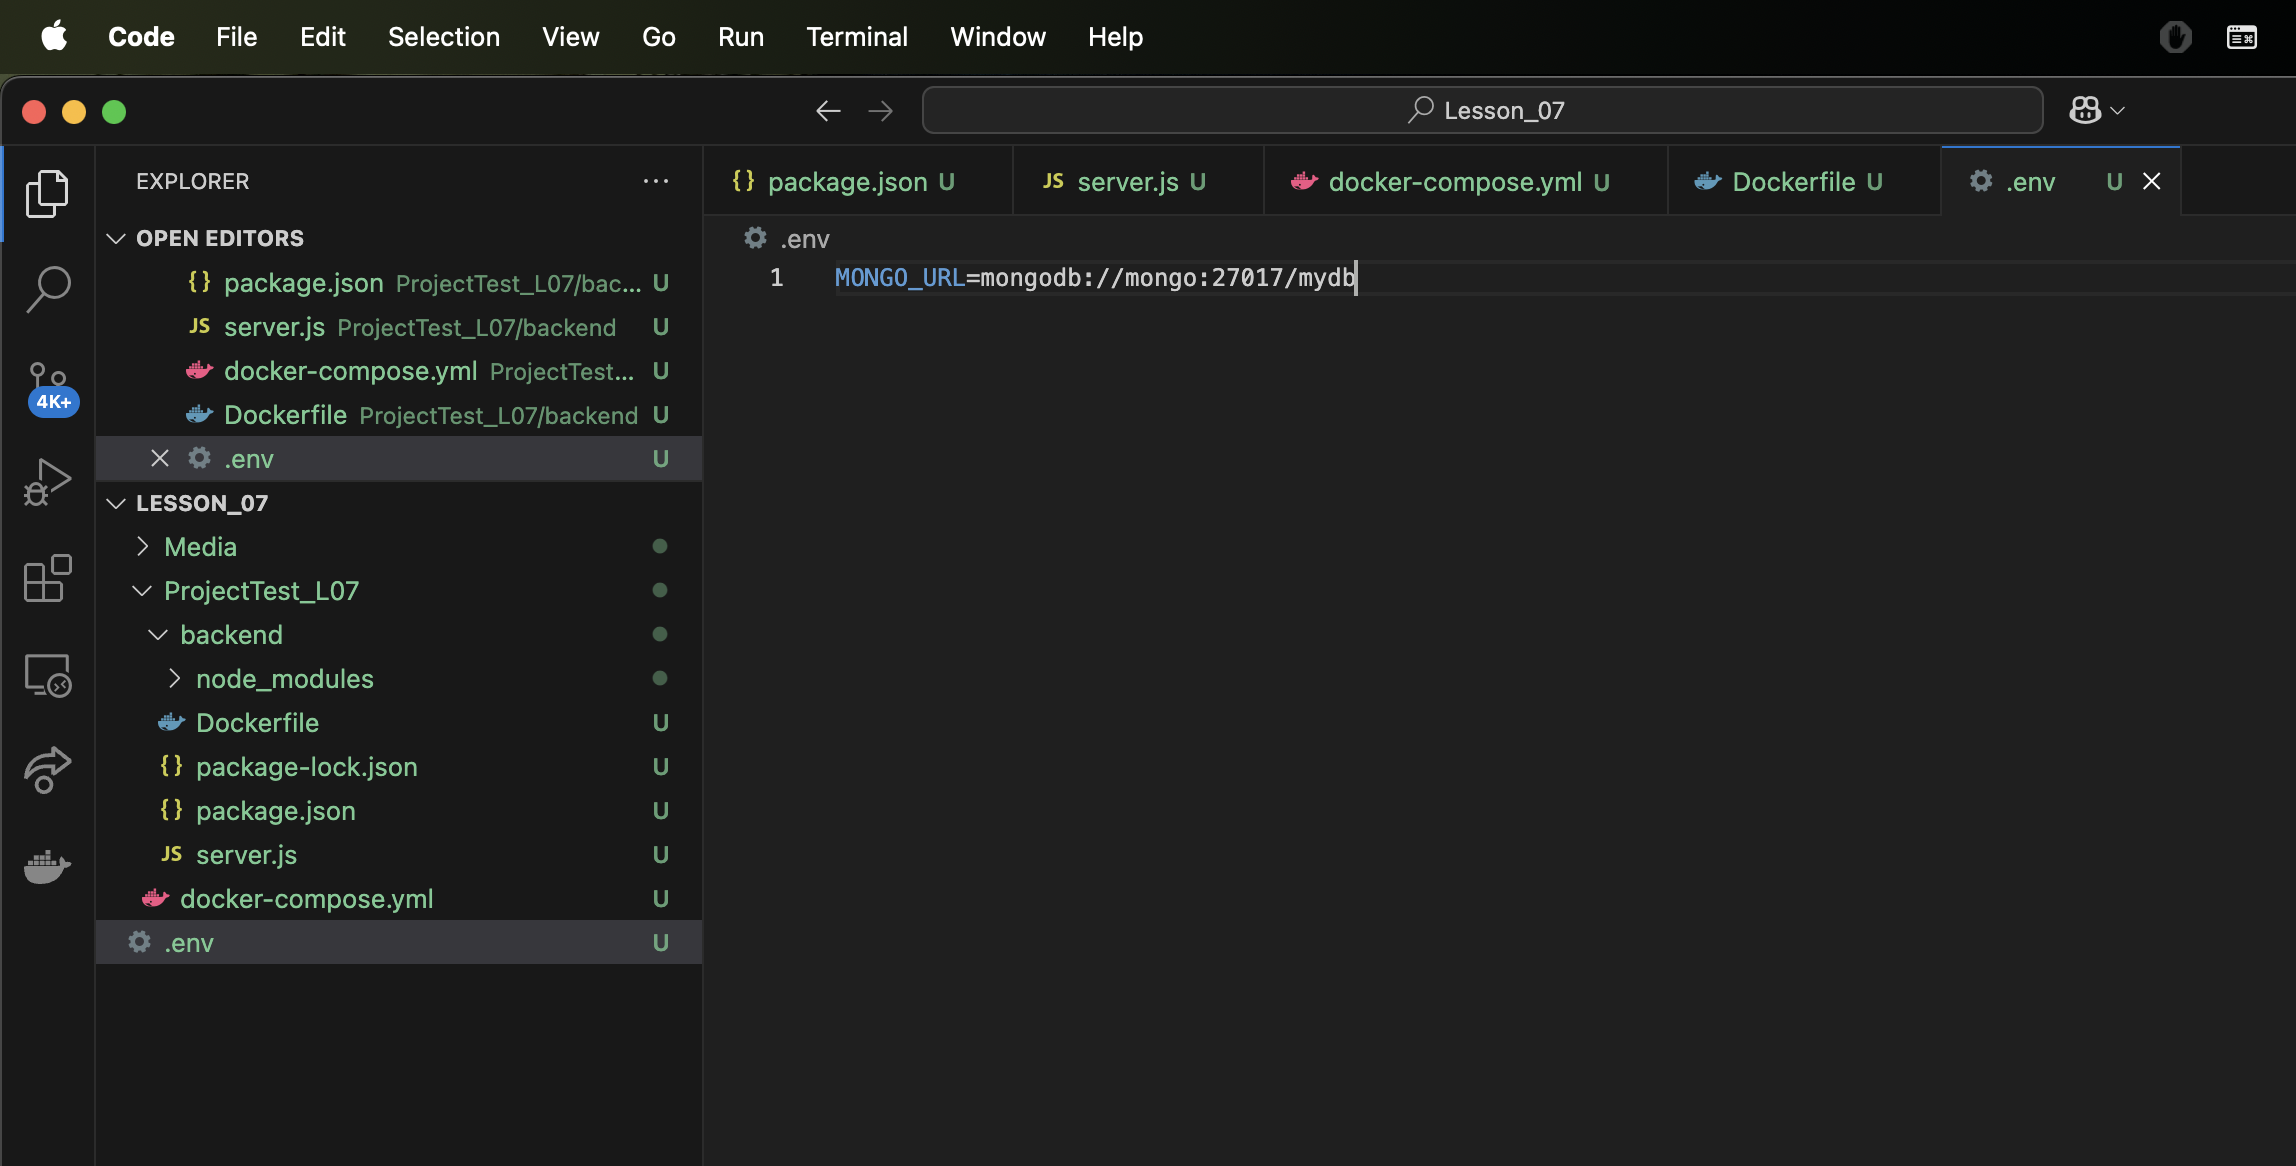 Code File Edit Selection View Go Run Terminal Window Help
Lesson_07
EXPLORER
{} package.json U JS server.js U docker-compose.yml U Dockerfile U .env U
OPEN EDITORS
{} package.json ProjectTest_L07/bac... U
JS server.js ProjectTest_L07/backend U
docker-compose.yml ProjectTest... U
Dockerfile ProjectTest_L07/backend U
.env U
LESSON_07
Media
ProjectTest_L07
backend
node_modules
Dockerfile U
{} package-lock.json U
{} package.json U
JS server.js U
docker-compose.yml U
.env U
4K+
.env
1 MONGO_URL=mongodb://mongo:27017/mydb